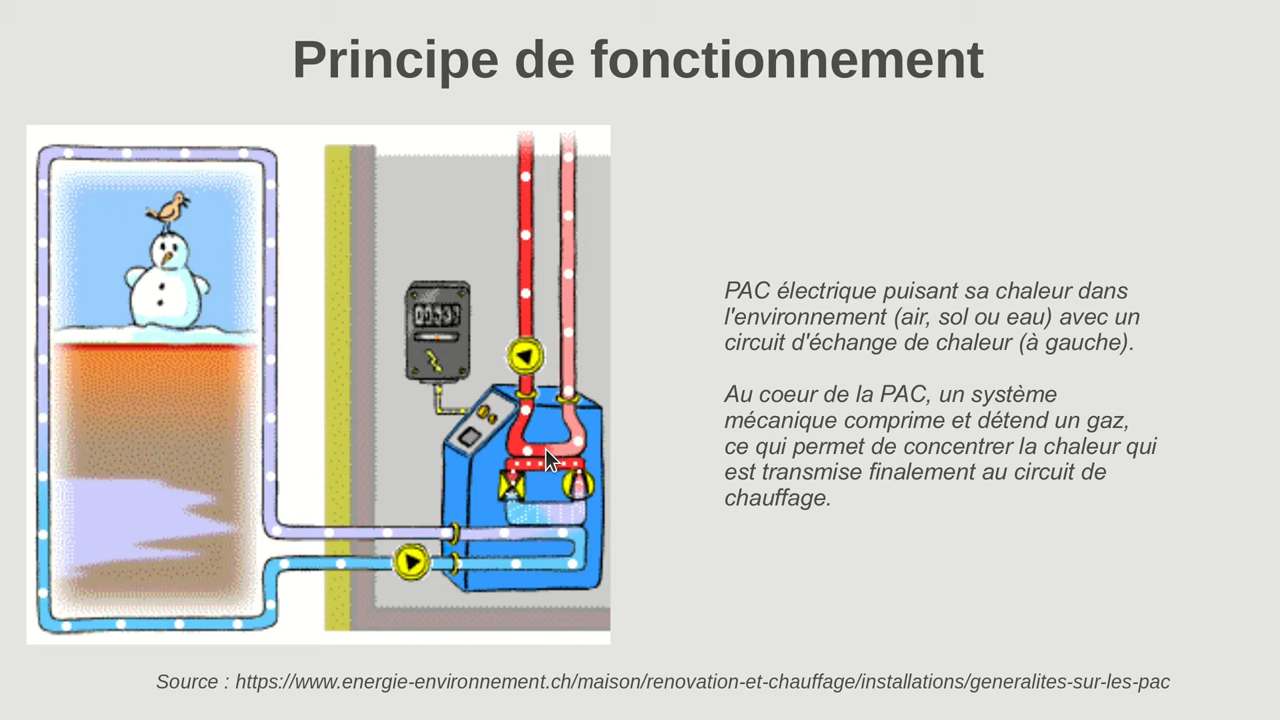 Principe de fonctionnement
PAC électrique puisant sa chaleur dans
l'environnement (air, sol ou eau) avec un
circuit d'échange de chaleur (à gauche).
Au coeur de la PAC, un système
mécanique comprime et détend un gaz,
ce qui permet de concentrer la chaleur qui
est transmise finalement au circuit de
chauffage.
Source : https://www.energie-environnement.ch/maison/renovation-et-chauffage/installations/generalites-sur-les-pac